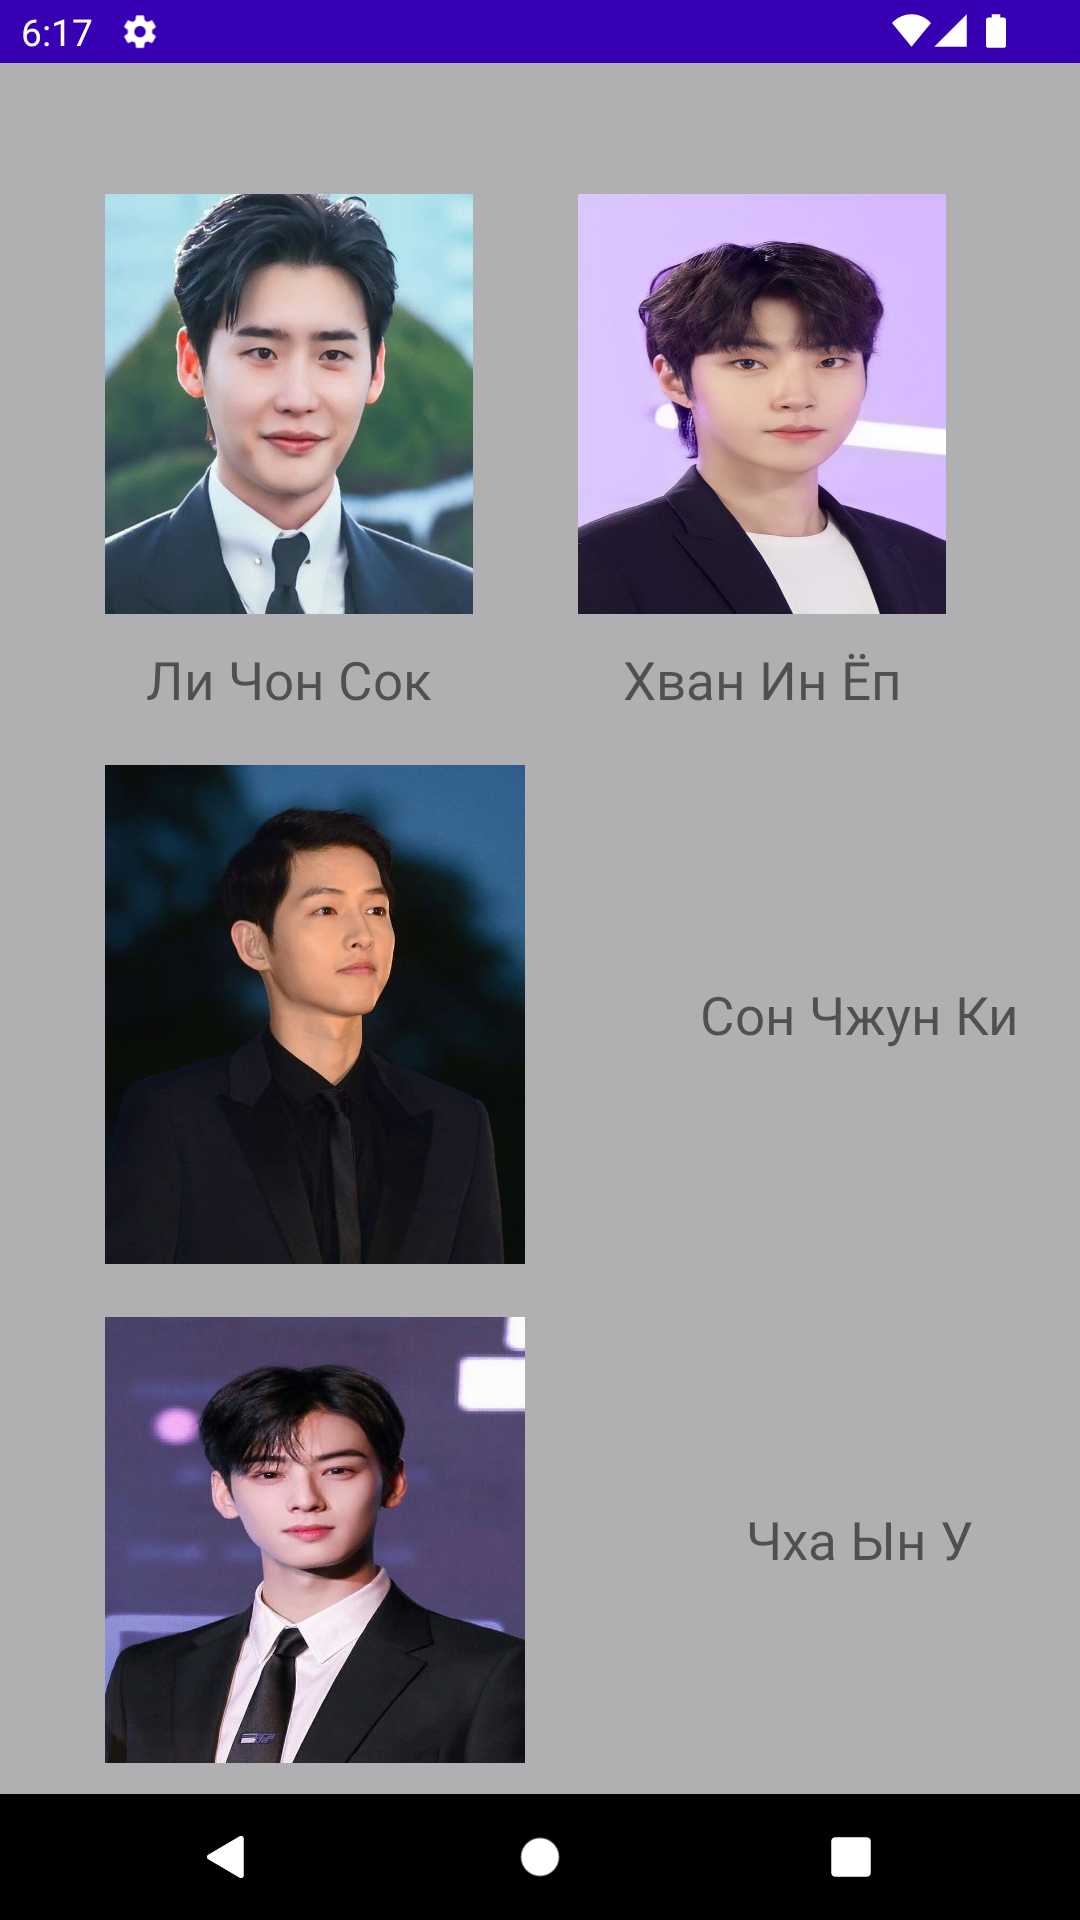 6:17
Ли Чон Сок
Хван Ин Ёп
Сон Чжун Ки
Чха Ын У